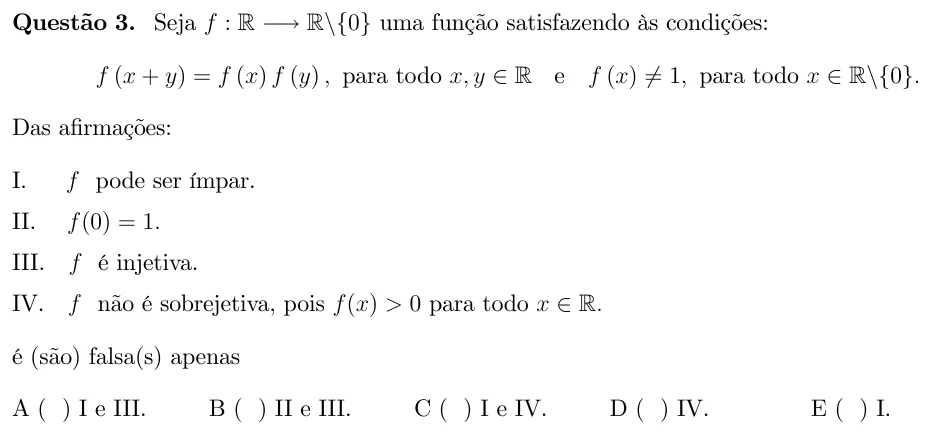 Questão 3. Seja f : ℝ ⟶ ℝ\{0} uma função satisfazendo às condições:
f (x + y) = f (x) f (y) , para todo x, y ∈ ℝ e f (x) ≠ 1, para todo x ∈ ℝ\{0}.
Das afirmações:
I. f pode ser ímpar.
II. f(0) = 1.
III. f é injetiva.
IV. f não é sobrejetiva, pois f(x) > 0 para todo x ∈ ℝ.
é (são) falsa(s) apenas
A ( ) I e III. B ( ) II e III. C ( ) I e IV. D ( ) IV. E ( ) I.